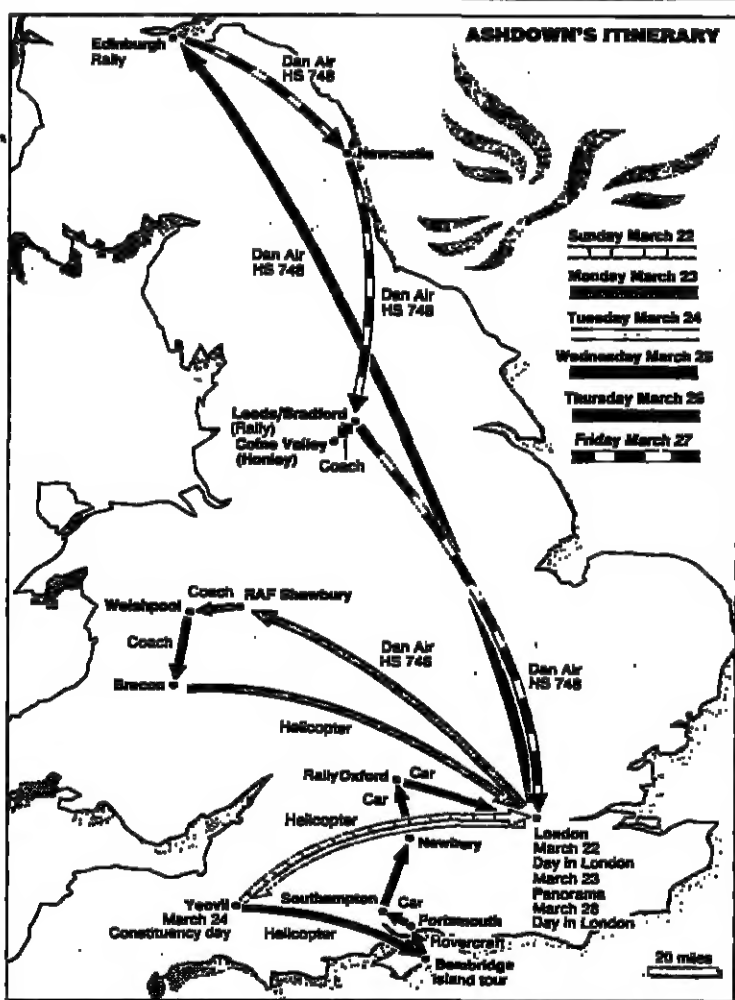 ASHDOWN'S ITINERARY
Edinburgh
Rally
Dan Air
HS 748
Newcastle
Sunday March 22
Monday March 23
Tuesday March 24
Wednesday March 25
Thursday March 26
Friday March 27
Dan Air
HS 748
Dan Air
HS 748
Leeds/Bradford
(Rally)
Colne Valley
(Honley)
Coach
Coach
RAF Shawbury
Welshpool
Coach
Brecon
Dan Air
HS 748
Dan Air
HS 748
Helicopter
Rally Oxford
Car
Car
Helicopter
Newbury
London
March 22
Day in London
March 23
Panorama
March 26
Day in London
Yeovil
March 24
Constituency day
Southampton
Car
Portsmouth
Helicopter
Hovercraft
Bembridge
Island tour
20 miles